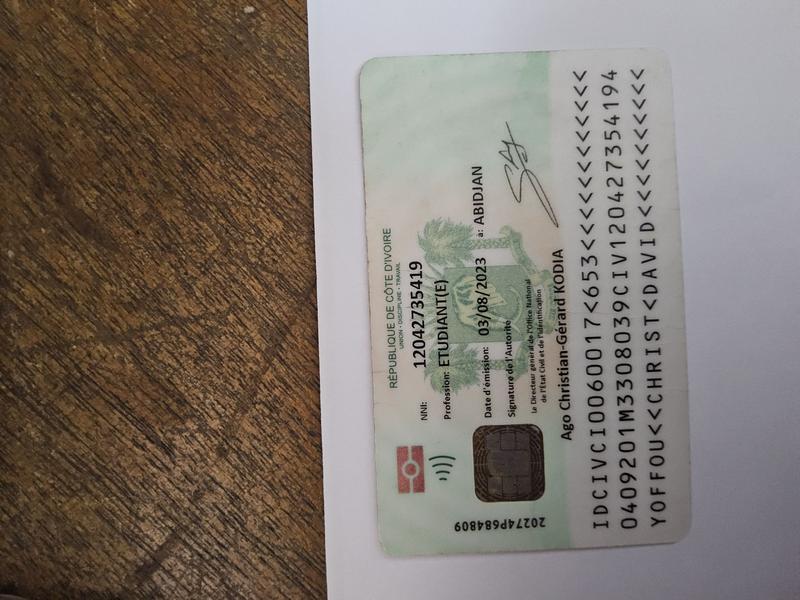 RÉPUBLIQUE DE CÔTE D'IVOIRE
UNION - DISCIPLINE - TRAVAIL
NNI: 12042735419
Profession: ETUDIANT(E)
Date d'émission: 03/08/2023 à: ABIDJAN
Signature de l'Autorité
Le Directeur général de l'Office National
de l'État Civil et de l'Identification
Ago Christian-Gérard KODIA
20274P684809
IDCIVCI0060017<653<<<<<<<<<<<<
0409201M3308039CIV120427354194
YOFFOU<<CHRIST<DAVID<<<<<<<<<<